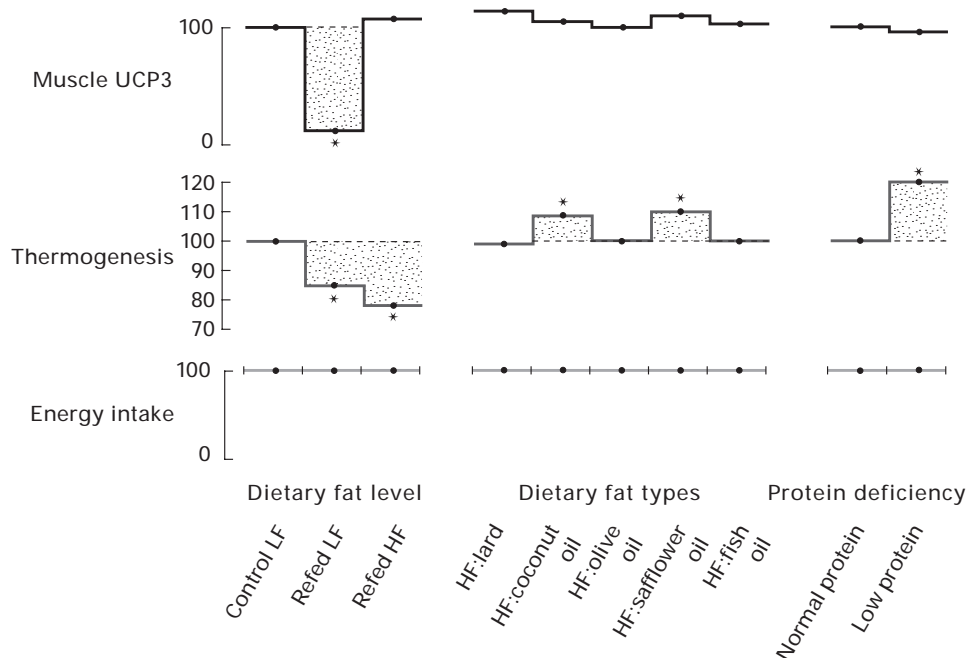 100
Muscle UCP3
0
*
120
110
*
*
*
Thermogenesis
100
90
80
*
*
70
100
Energy intake
0
Dietary fat level
Dietary fat types
Protein deficiency
Control LF
Refed LF
Refed HF
HF:lard
HF:coconut
oil
HF:olive
oil
HF:safflower
oil
HF:fish
oil
Normal protein
Low protein